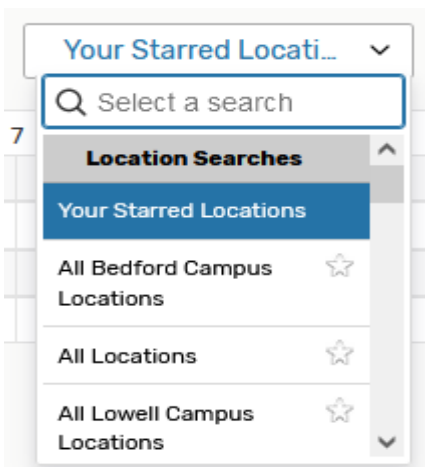 Your Starred Locati…
Select a search
7
Location Searches
Your Starred Locations
All Bedford Campus
Locations
All Locations
All Lowell Campus
Locations